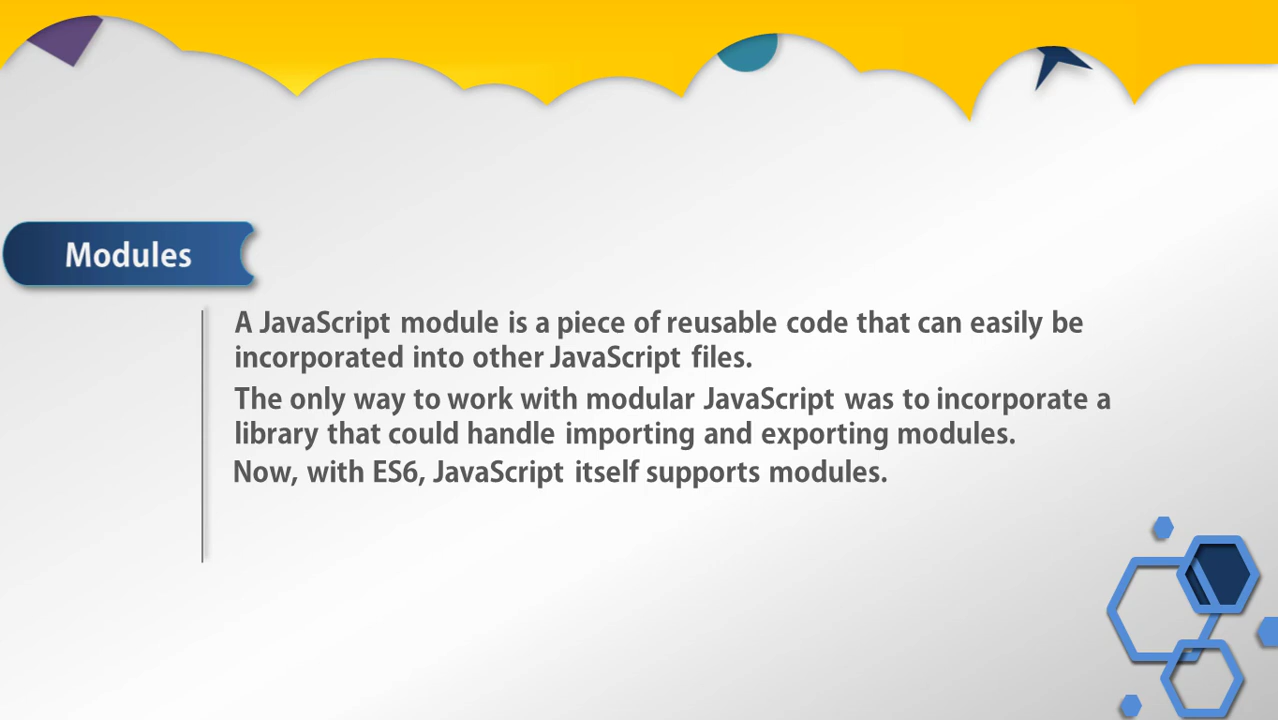 Modules
A JavaScript module is a piece of reusable code that can easily be
incorporated into other JavaScript files.
The only way to work with modular JavaScript was to incorporate a
library that could handle importing and exporting modules.
Now, with ES6, JavaScript itself supports modules.